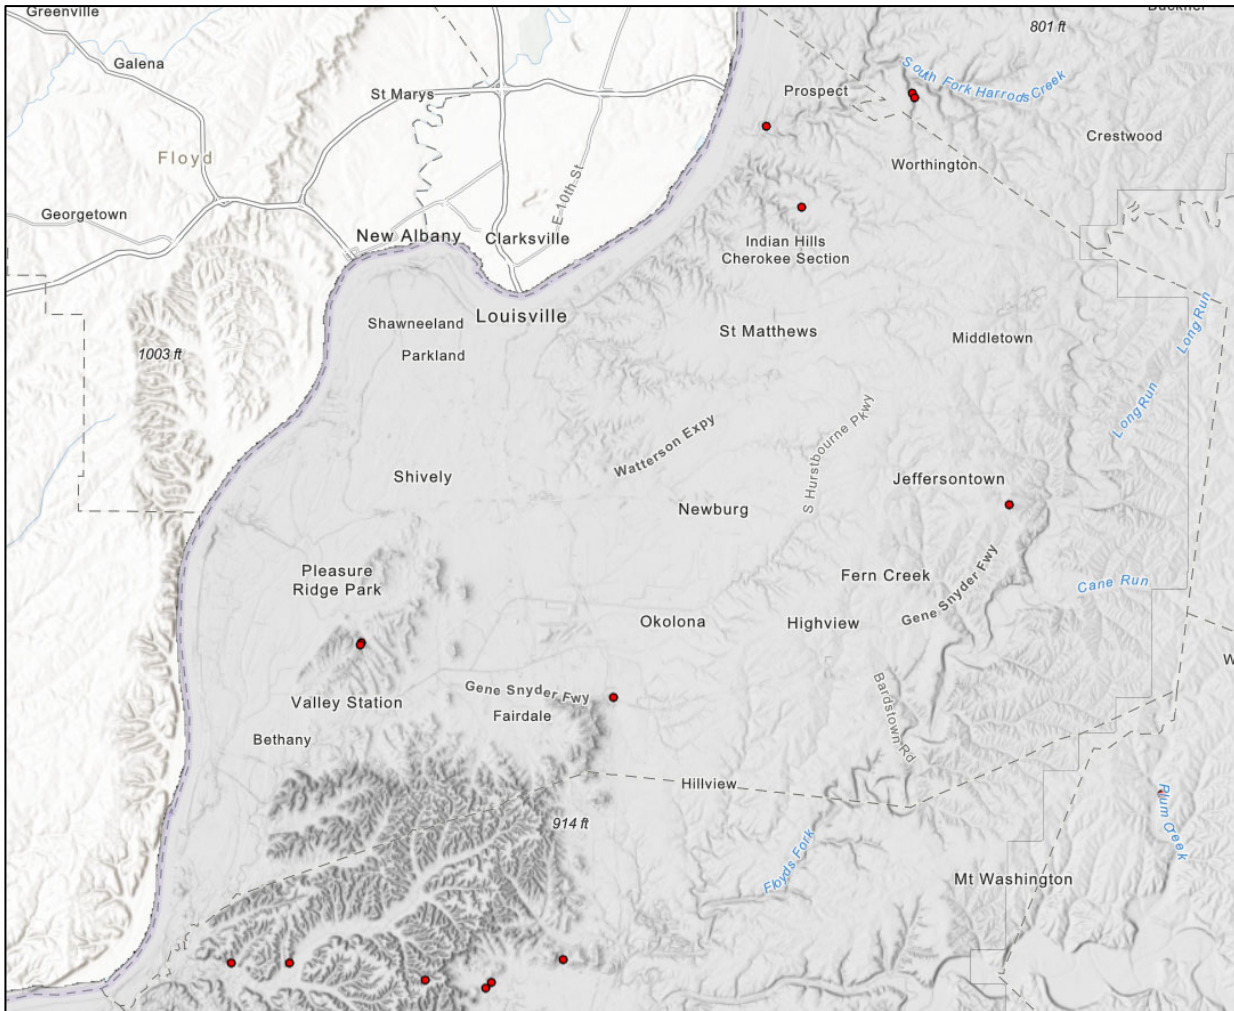 Greenville
801 ft
Galena
South Fork Harrods Creek
St Marys
Prospect
Crestwood
Floyd
Worthington
E 10th St
Georgetown
New Albany
Clarksville
Indian Hills
Cherokee Section
Long Run
Louisville
Shawneeland
St Matthews
Middletown
1003 ft
Parkland
Long Run
S Hurstbourne Pkwy
Watterson Expy
Shively
Jeffersontown
Newburg
Pleasure
Ridge Park
Fern Creek
Cane Run
Gene Snyder Fwy
Okolona
Highview
Gene Snyder Fwy
Valley Station
Fairdale
Bardstown Rd
Bethany
Hillview
914 ft
Plum Creek
Floyds Fork
Mt Washington